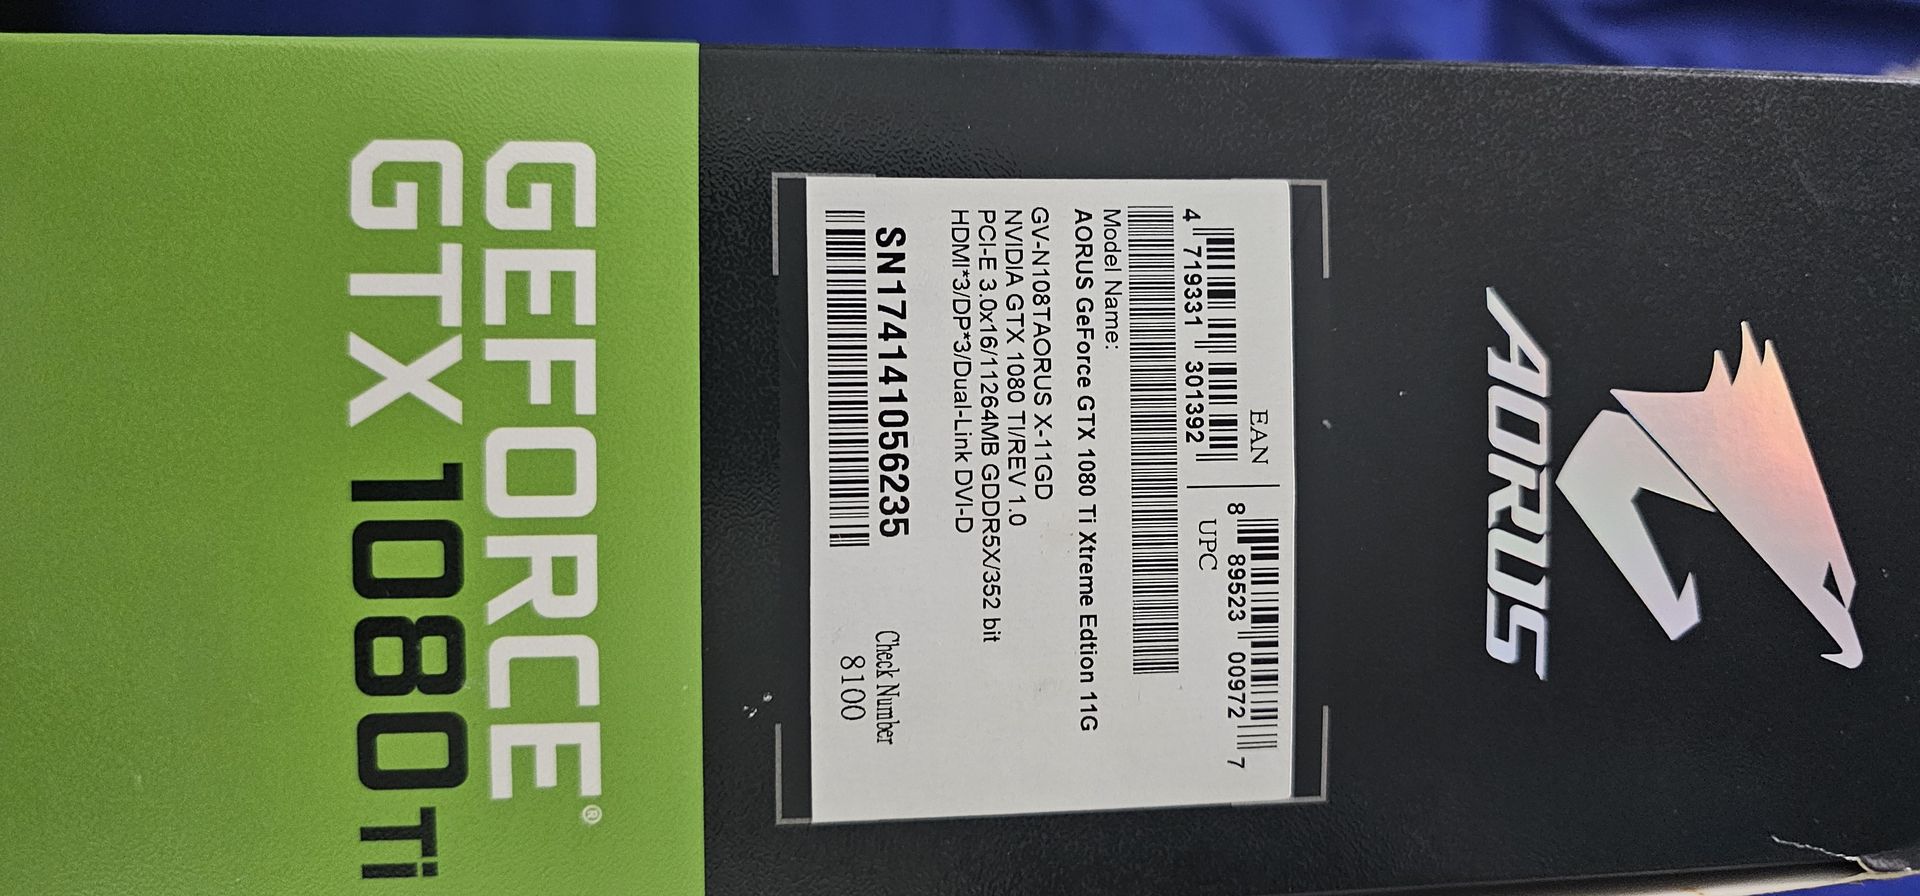 AORUS
EAN
4 719331 301392
8 89523 00972 7
UPC
Model Name:
AORUS GeForce GTX 1080 Ti Xtreme Edtion 11G
GV-N108TAORUS X-11GD
NVIDIA GTX 1080 TI/REV 1.0
PCI-E 3.0x16/11264MB GDDR5X/352 bit
HDMI*3/DP*3/Dual-Link DVI-D
SN174141056235
Check Number
8100
GEFORCE®
GTX 1080 Ti